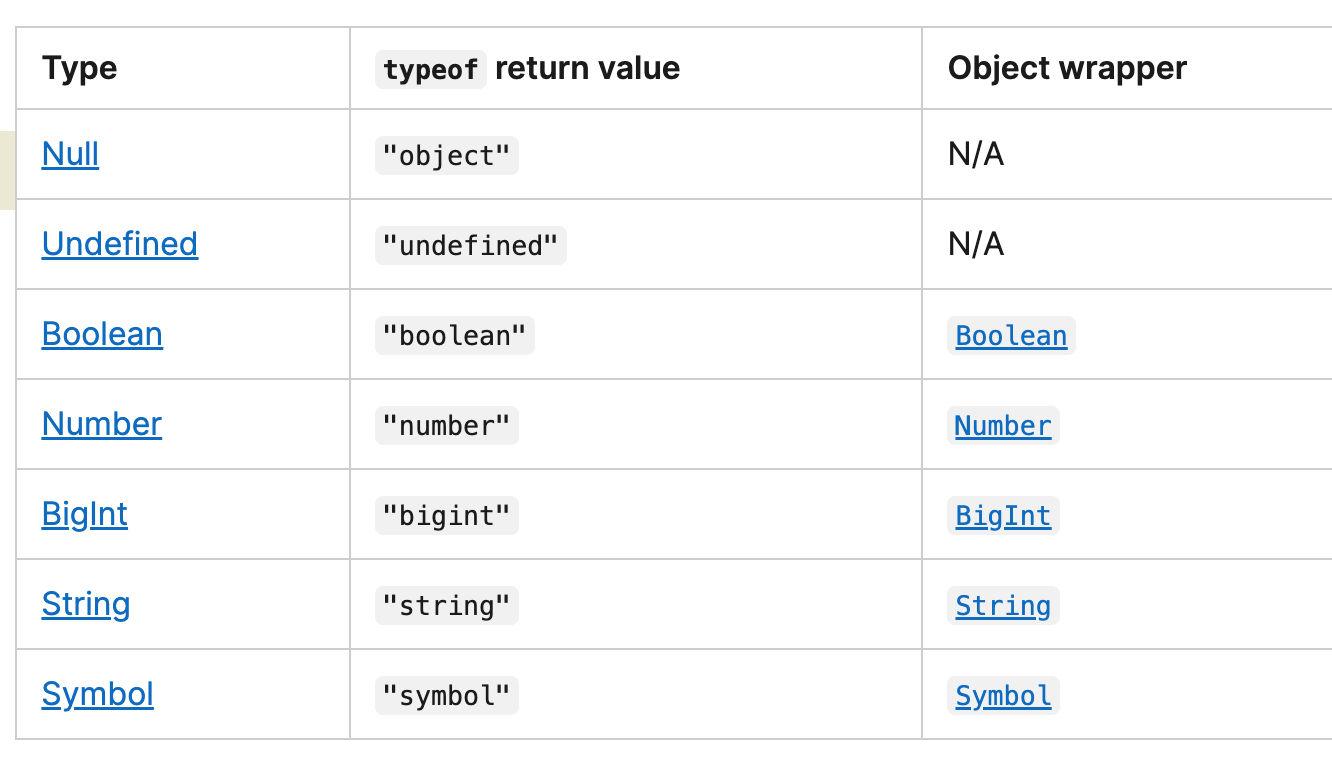 Type typeof return value Object wrapper
Null "object" N/A
Undefined "undefined" N/A
Boolean "boolean" Boolean
Number "number" Number
BigInt "bigint" BigInt
String "string" String
Symbol "symbol" Symbol